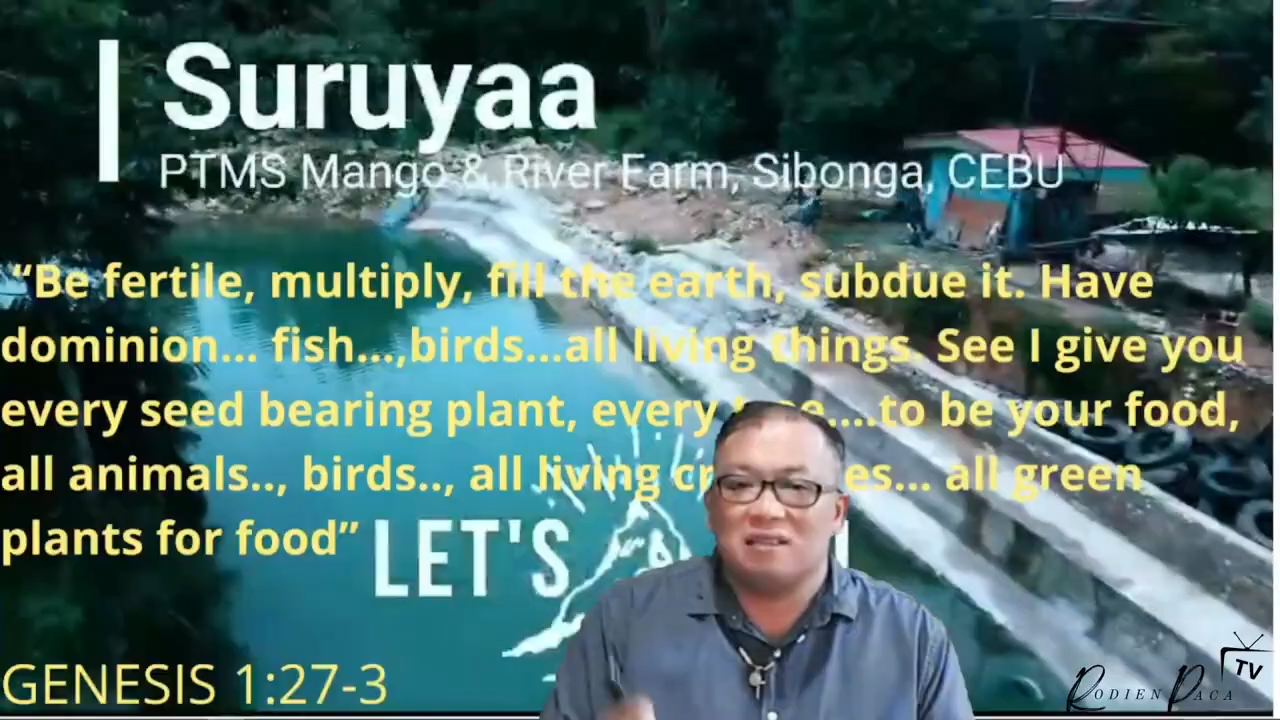 Suruyaa
PTMS Mango & River Farm, Sibonga, CEBU
“Be fertile, multiply, fill the earth, subdue it. Have
dominion... fish...,birds...all living things. See I give you
every seed bearing plant, every ....to be your food,
all animals.., birds.., all living ... all green
plants for food”
LET'S
GENESIS 1:27-3
RODIEN PACA
TV